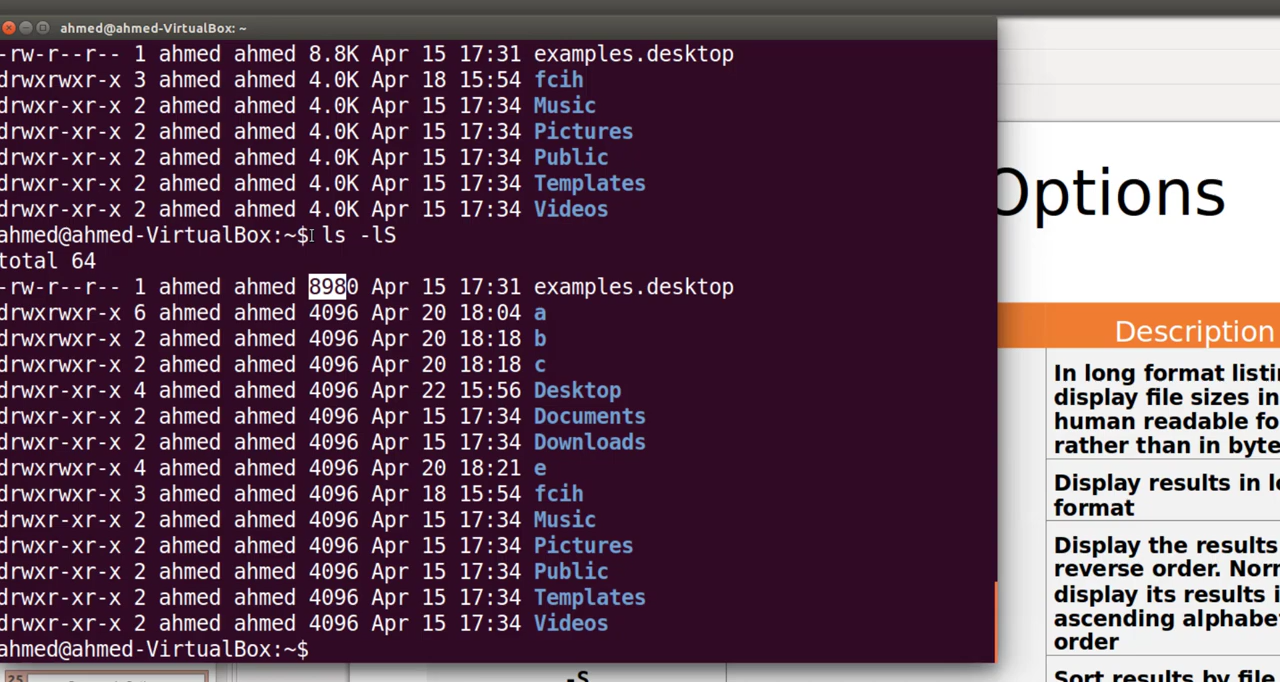 ahmed@ahmed-VirtualBox: ~
-rw-r--r-- 1 ahmed ahmed 8.8K Apr 15 17:31 examples.desktop
drwxrwxr-x 3 ahmed ahmed 4.0K Apr 18 15:54 fcih
drwxr-xr-x 2 ahmed ahmed 4.0K Apr 15 17:34 Music
drwxr-xr-x 2 ahmed ahmed 4.0K Apr 15 17:34 Pictures
drwxr-xr-x 2 ahmed ahmed 4.0K Apr 15 17:34 Public
drwxr-xr-x 2 ahmed ahmed 4.0K Apr 15 17:34 Templates
drwxr-xr-x 2 ahmed ahmed 4.0K Apr 15 17:34 Videos
ahmed@ahmed-VirtualBox:~$ ls -lS
total 64
-rw-r--r-- 1 ahmed ahmed 8980 Apr 15 17:31 examples.desktop
drwxrwxr-x 6 ahmed ahmed 4096 Apr 20 18:04 a
drwxrwxr-x 2 ahmed ahmed 4096 Apr 20 18:18 b
drwxrwxr-x 2 ahmed ahmed 4096 Apr 20 18:18 c
drwxr-xr-x 4 ahmed ahmed 4096 Apr 22 15:56 Desktop
drwxr-xr-x 2 ahmed ahmed 4096 Apr 15 17:34 Documents
drwxr-xr-x 2 ahmed ahmed 4096 Apr 15 17:34 Downloads
drwxrwxr-x 4 ahmed ahmed 4096 Apr 20 18:21 e
drwxrwxr-x 3 ahmed ahmed 4096 Apr 18 15:54 fcih
drwxr-xr-x 2 ahmed ahmed 4096 Apr 15 17:34 Music
drwxr-xr-x 2 ahmed ahmed 4096 Apr 15 17:34 Pictures
drwxr-xr-x 2 ahmed ahmed 4096 Apr 15 17:34 Public
drwxr-xr-x 2 ahmed ahmed 4096 Apr 15 17:34 Templates
drwxr-xr-x 2 ahmed ahmed 4096 Apr 15 17:34 Videos
ahmed@ahmed-VirtualBox:~$
Options
Description
In long format listi
display file sizes in
human readable fo
rather than in byte
Display results in lo
format
Display the results
reverse order. Nor
display its results i
ascending alphabe
order
Sort results by file
-S
25